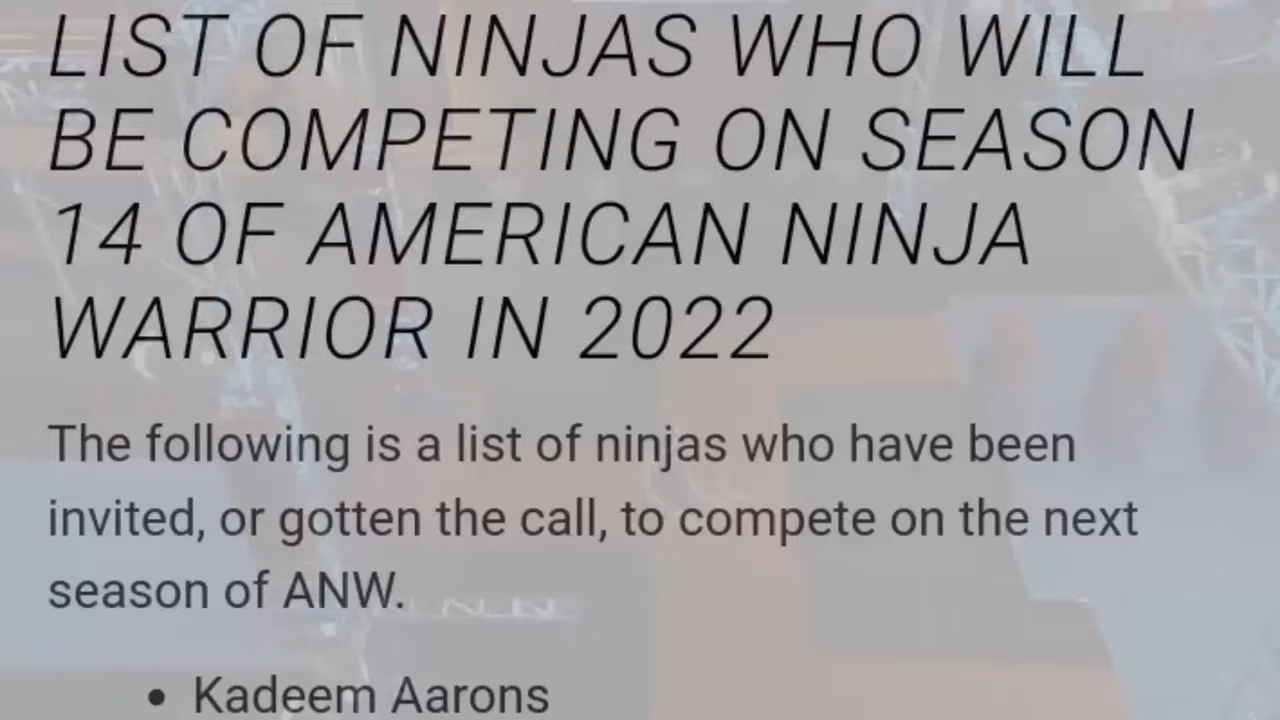 LIST OF NINJAS WHO WILL
BE COMPETING ON SEASON
14 OF AMERICAN NINJA
WARRIOR IN 2022
The following is a list of ninjas who have been
invited, or gotten the call, to compete on the next
season of ANW.
• Kadeem Aarons